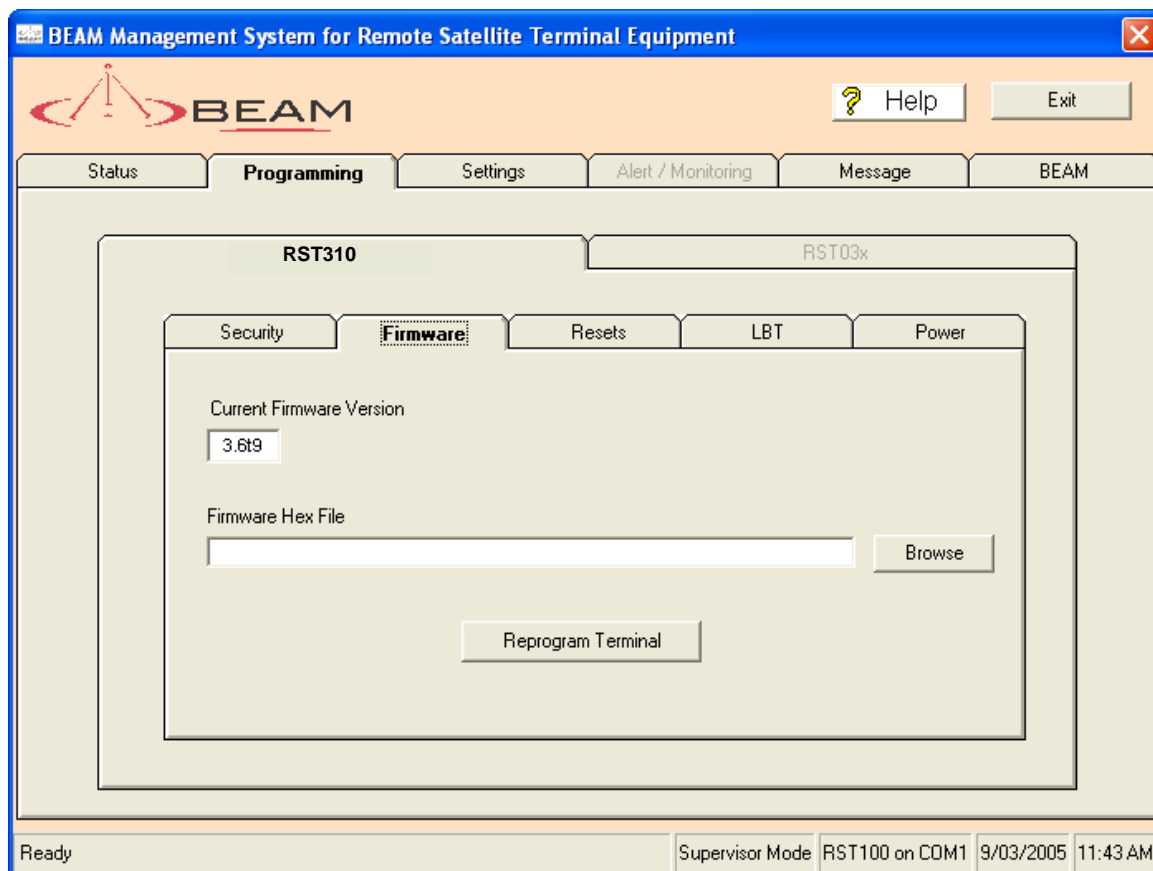 BEAM Management System for Remote Satellite Terminal Equipment
BEAM
? Help
Exit
Status Programming Settings Alert / Monitoring Message BEAM
RST310 RST03x
Security Firmware Resets LBT Power
Current Firmware Version
3.6t9
Firmware Hex File
Browse
Reprogram Terminal
Ready Supervisor Mode RST100 on COM1 9/03/2005 11:43 AM